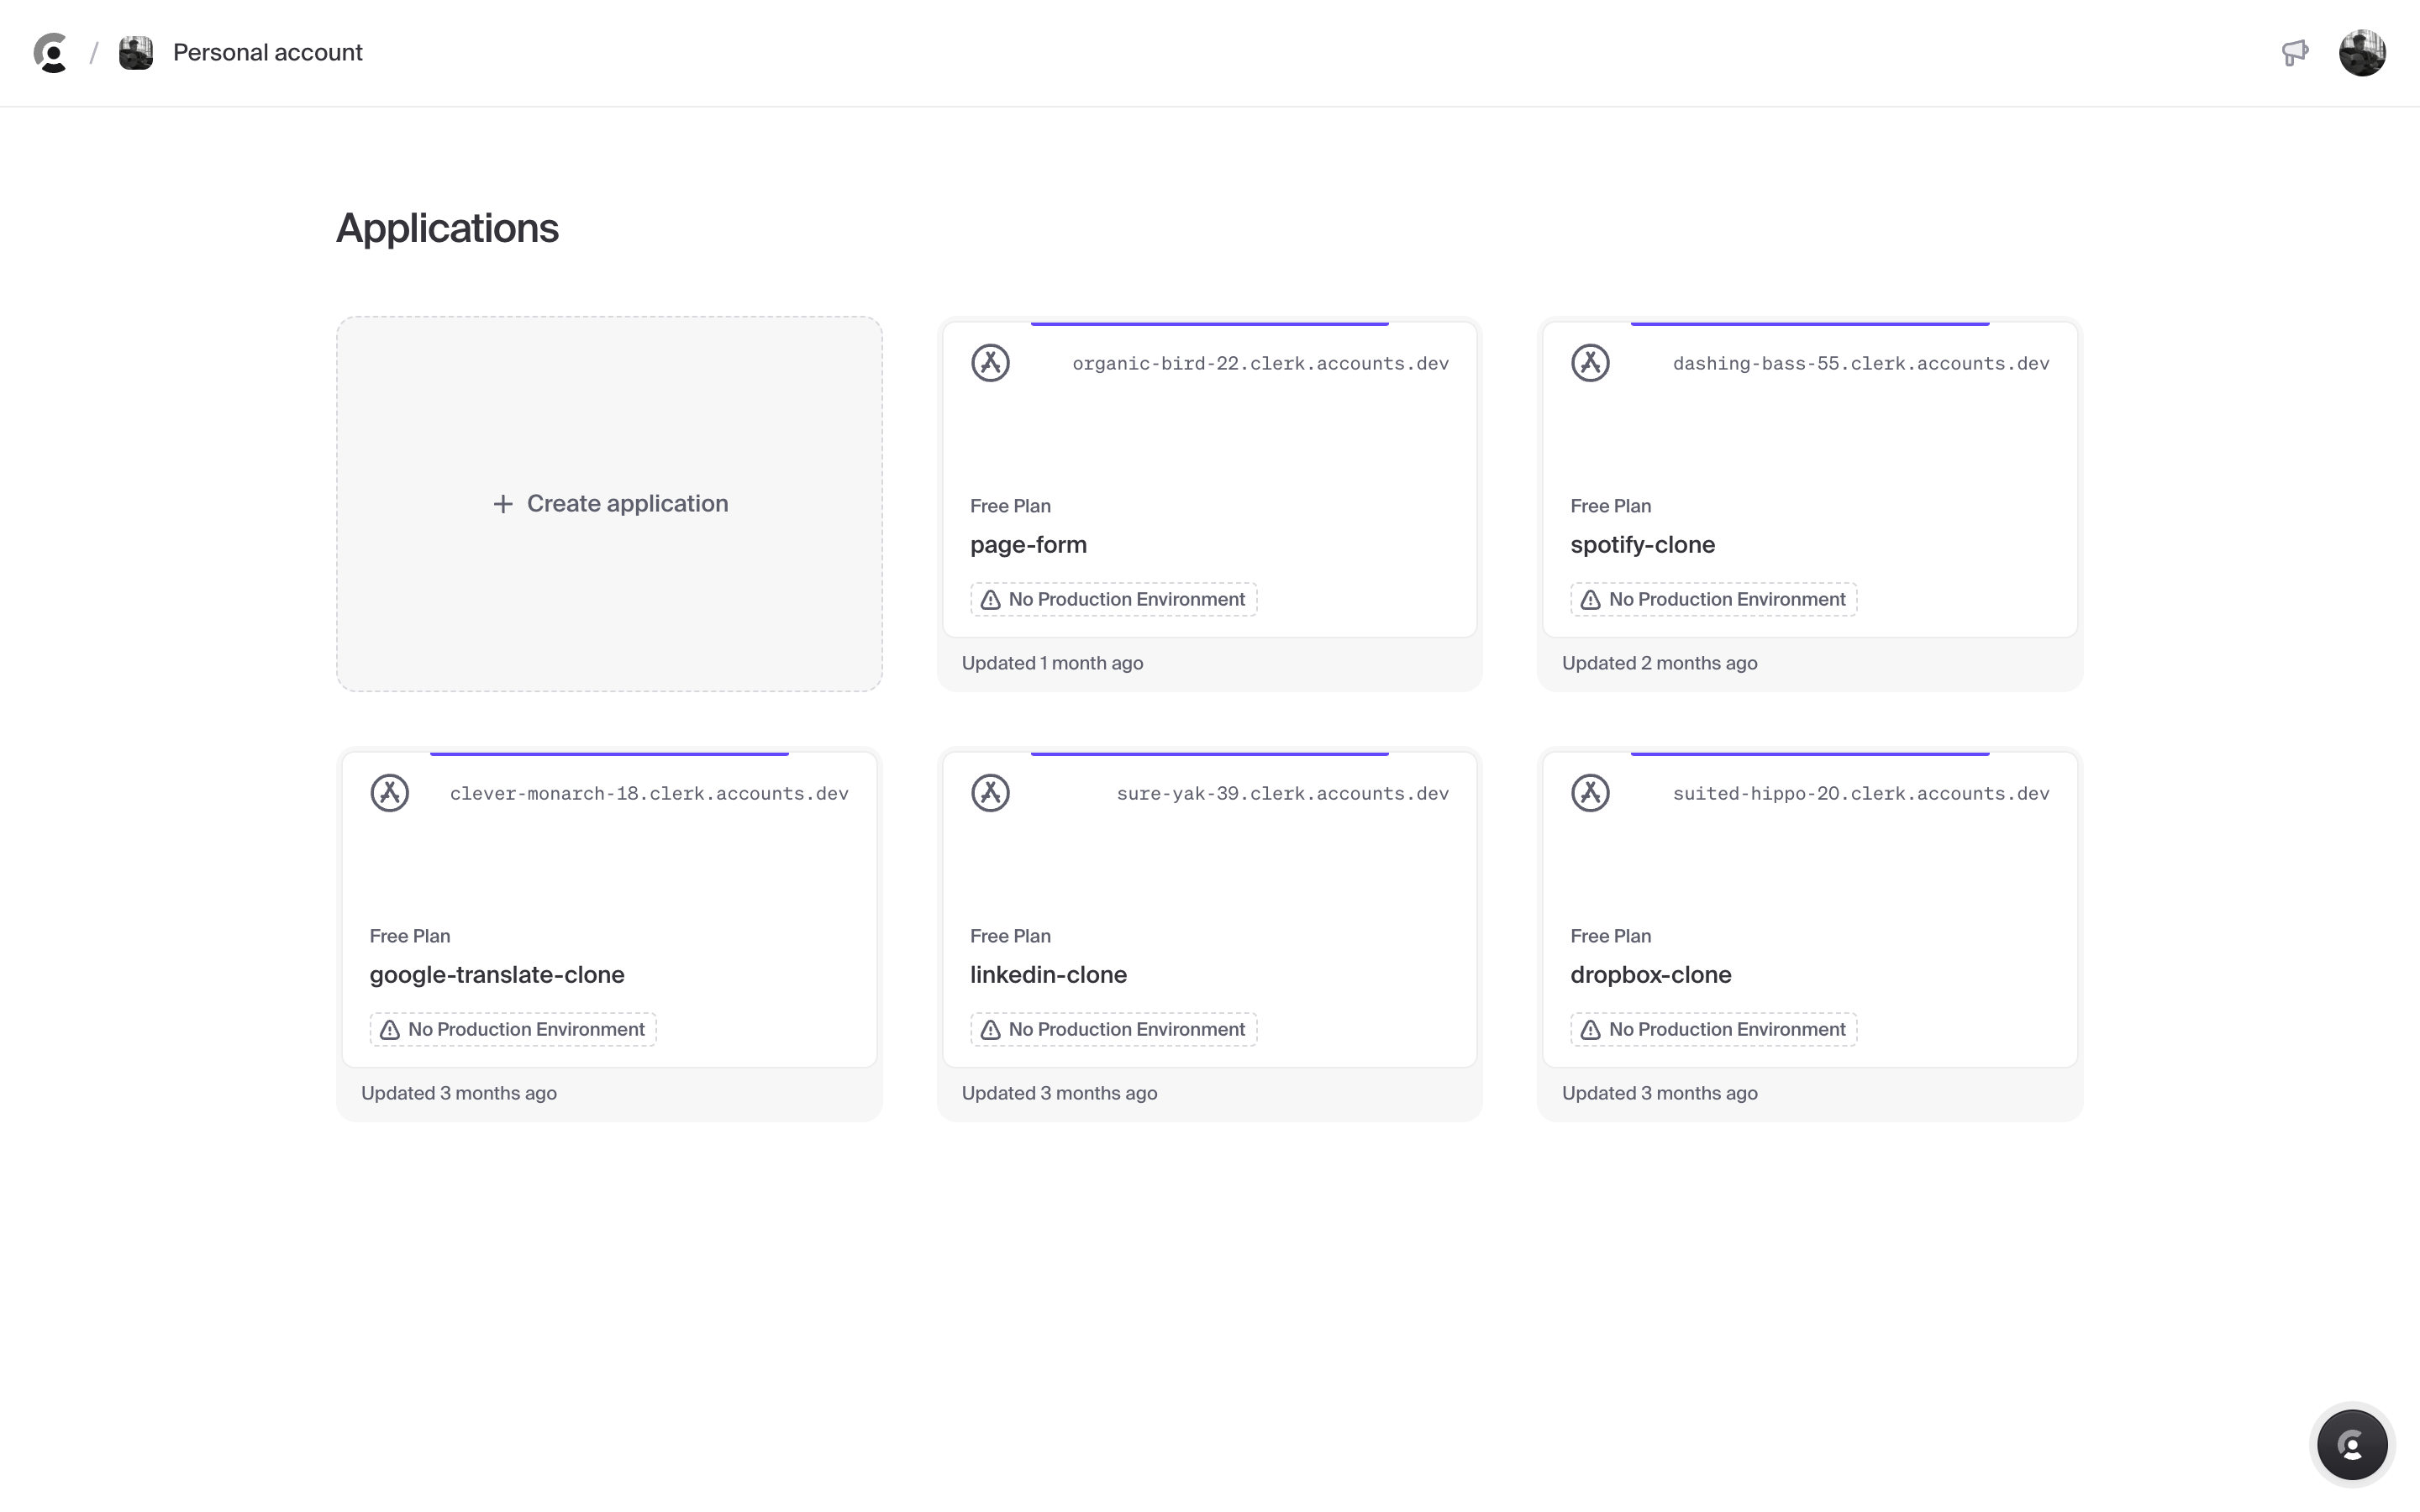 / Personal account
Applications
+ Create application
organic-bird-22.clerk.accounts.dev
Free Plan
page-form
No Production Environment
Updated 1 month ago
dashing-bass-55.clerk.accounts.dev
Free Plan
spotify-clone
No Production Environment
Updated 2 months ago
clever-monarch-18.clerk.accounts.dev
Free Plan
google-translate-clone
No Production Environment
Updated 3 months ago
sure-yak-39.clerk.accounts.dev
Free Plan
linkedin-clone
No Production Environment
Updated 3 months ago
suited-hippo-20.clerk.accounts.dev
Free Plan
dropbox-clone
No Production Environment
Updated 3 months ago